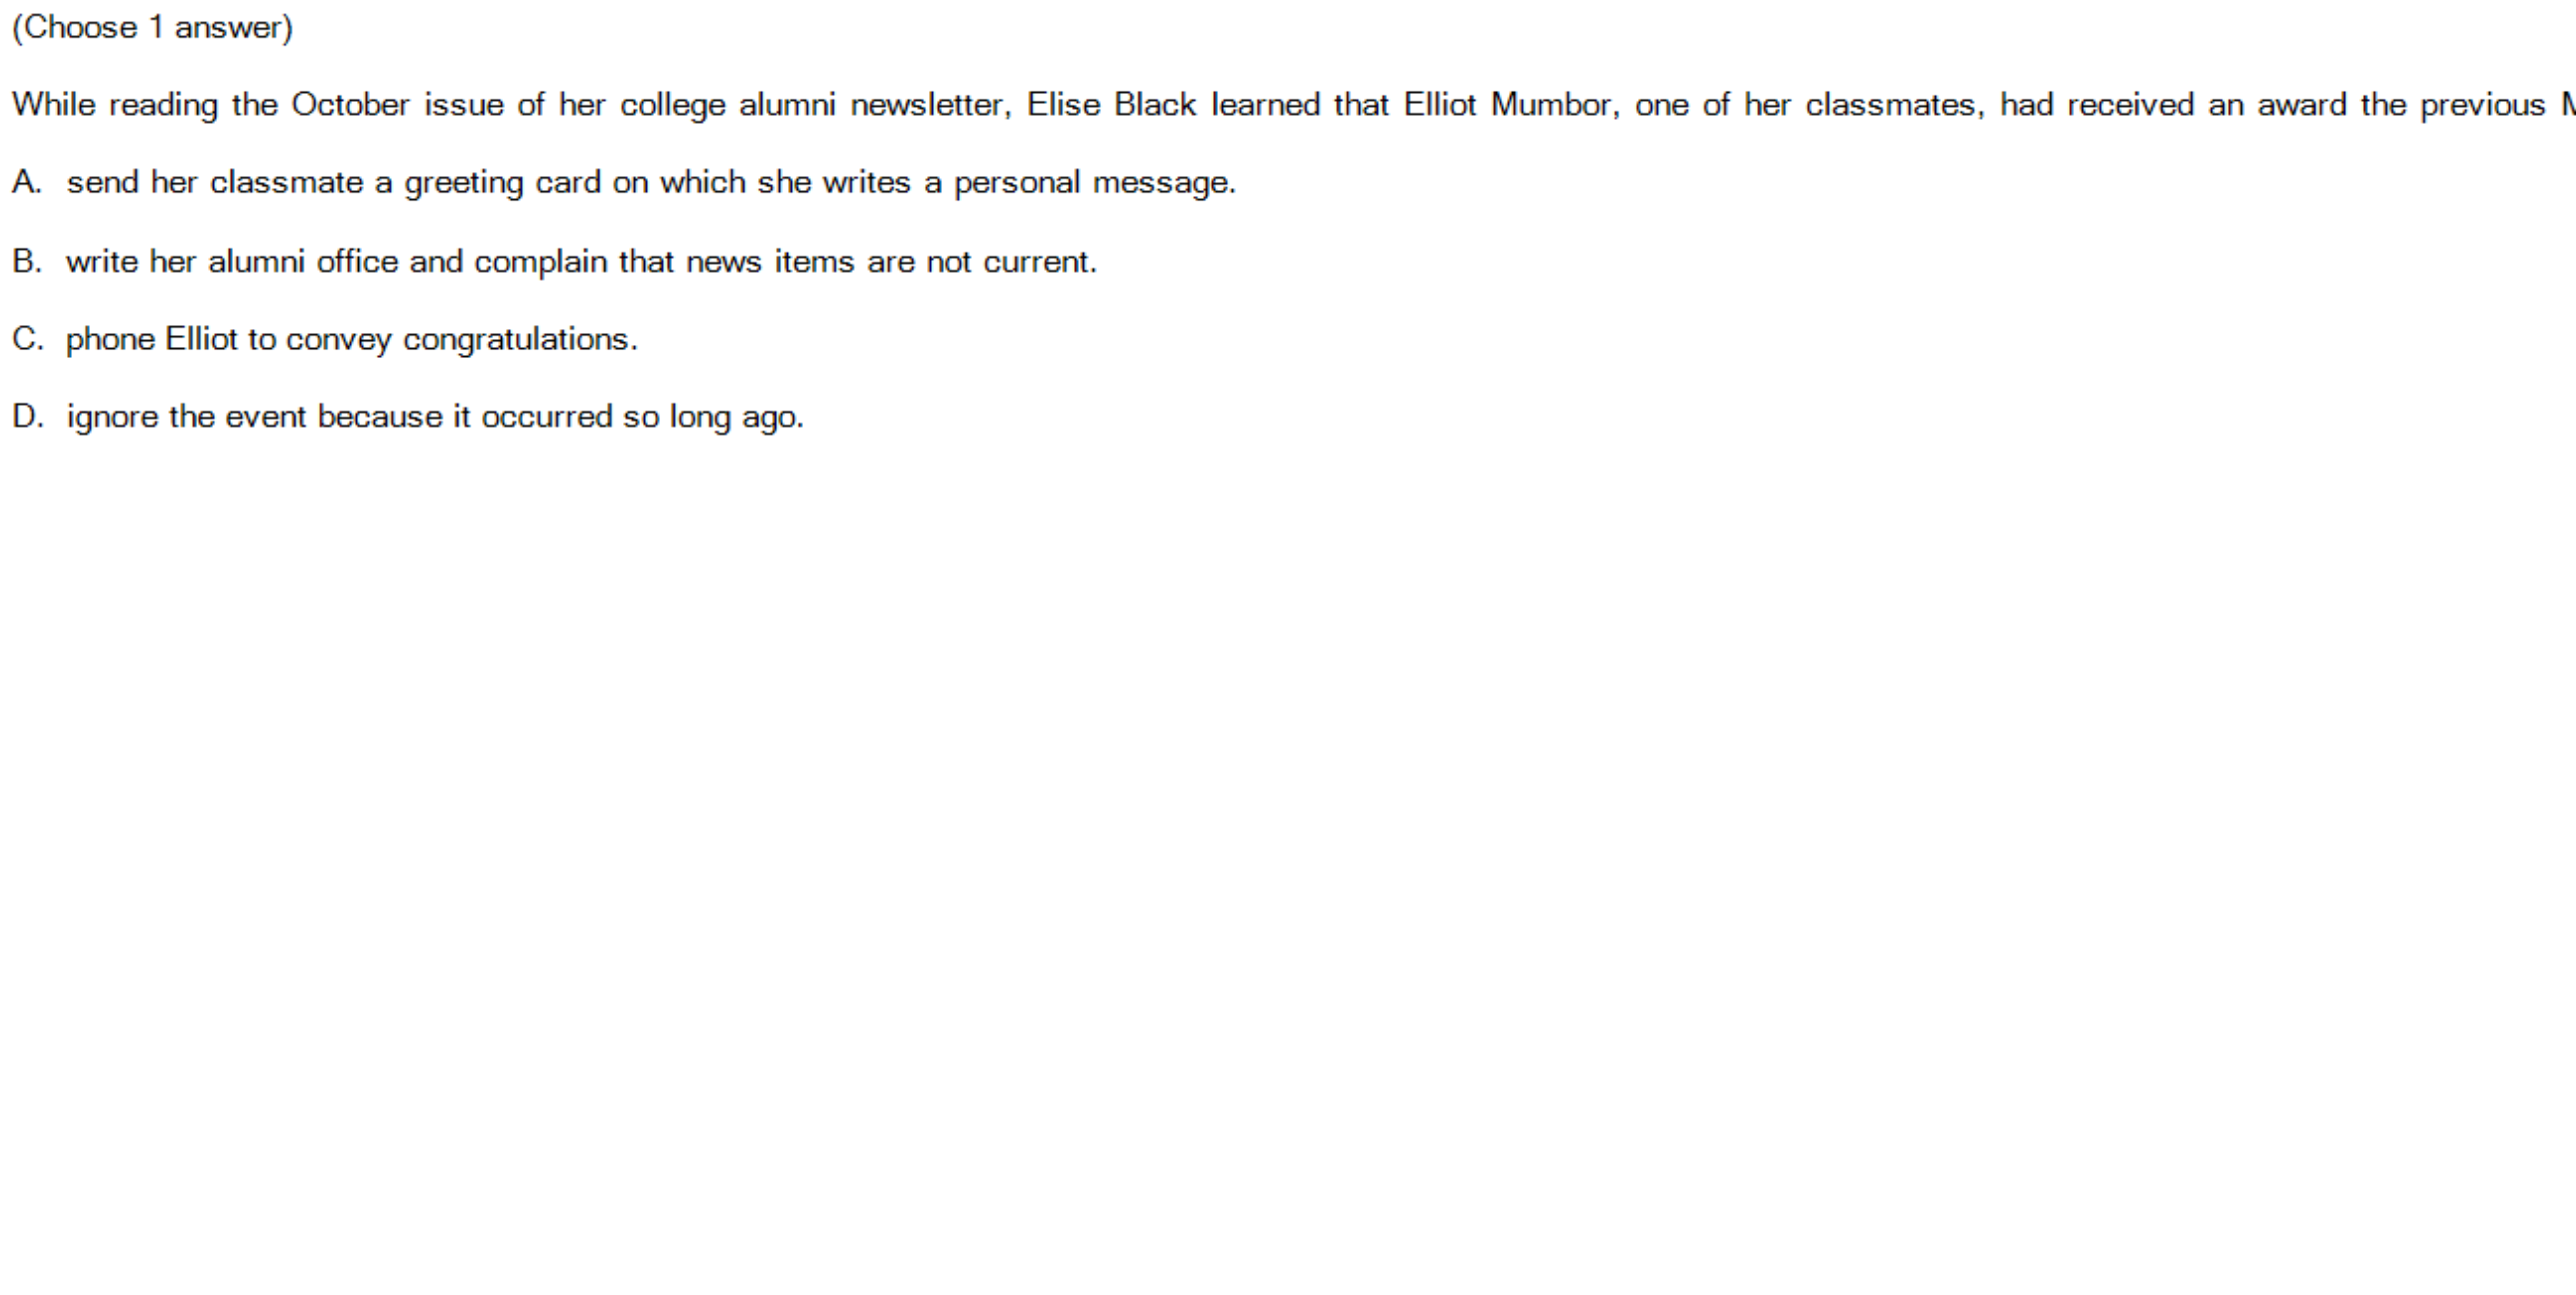 (Choose 1 answer)
While reading the October issue of her college alumni newsletter, Elise Black learned that Elliot Mumbor, one of her classmates, had received an award the previous
A. send her classmate a greeting card on which she writes a personal message.
B. write her alumni office and complain that news items are not current.
C. phone Elliot to convey congratulations.
D. ignore the event because it occurred so long ago.